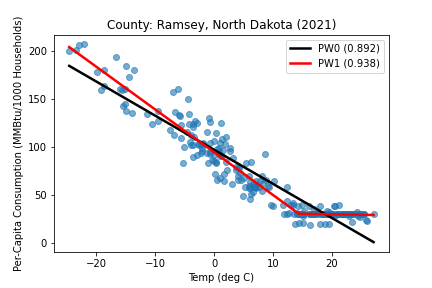 County: Ramsey, North Dakota (2021)
Per-Capita Consumption (MMBtu/1000 Households)
200
150
100
50
0
PW0 (0.892)
PW1 (0.938)
−20 −10 0 10 20
Temp (deg C)